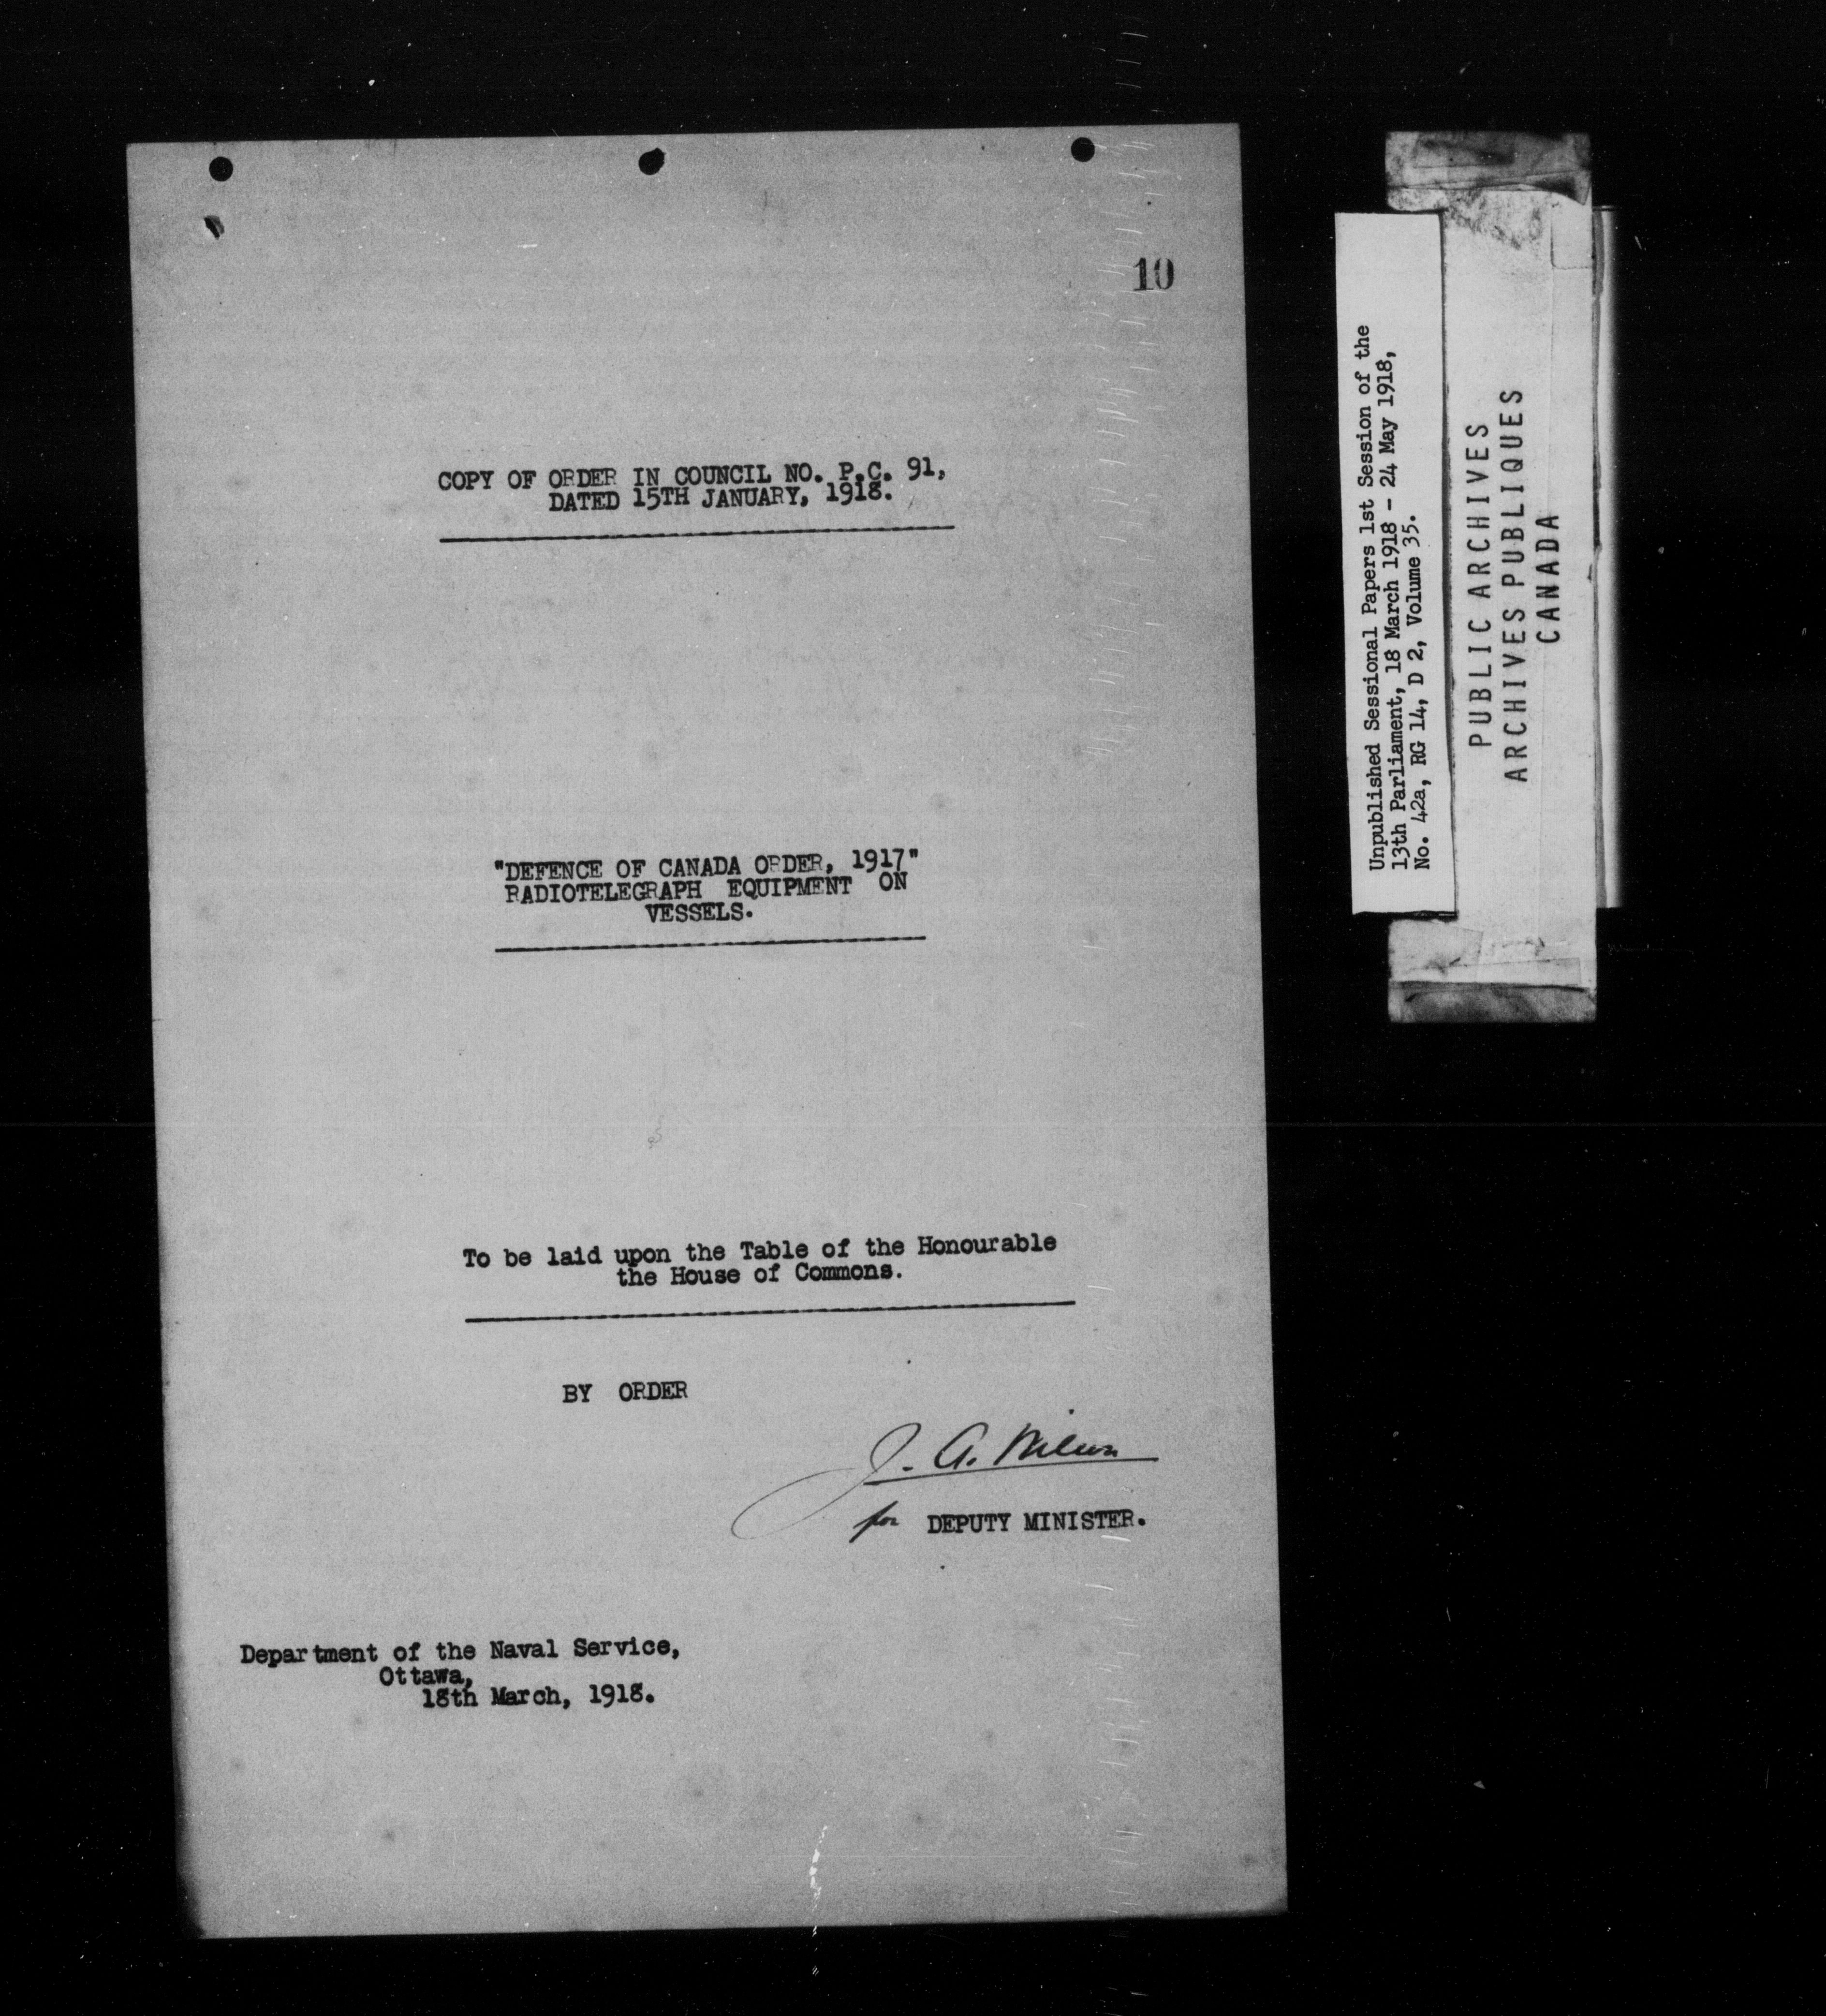 10
COPY OF ORDER IN COUNCIL NO. P.C. 91,
DATED 15TH JANUARY, 1918.
"DEFENCE OF CANADA ORDER, 1917"
RADIOTELEGRAPH EQUIPMENT ON
VESSELS.
To be laid upon the Table of the Honourable
the House of Commons.
BY ORDER
J. A. Wilson
for DEPUTY MINISTER.
Department of the Naval Service,
Ottawa,
18th March, 1918.
Unpublished Sessional Papers 1st Session of the
13th Parliament, 18 March 1918 - 24 May 1918,
No. 42a, RG 14, D 2, Volume 35.
PUBLIC ARCHIVES
ARCHIVES PUBLIQUES
CANADA